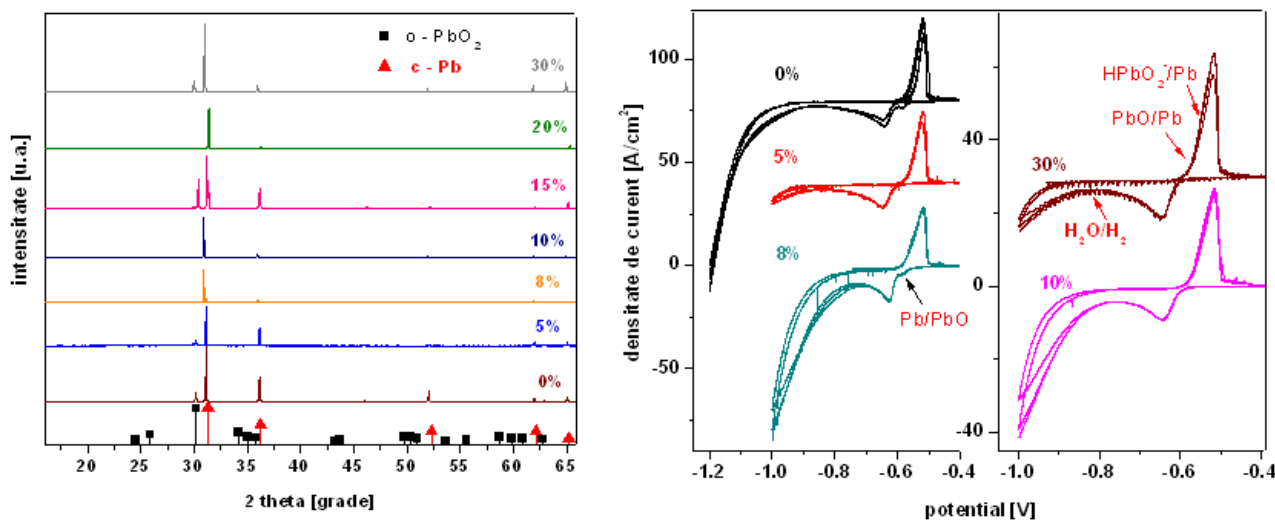 o - PbO2
c - Pb
30%
20%
15%
10%
8%
5%
0%
intensitate [u.a.]
20 25 30 35 40 45 50 55 60 65
2 theta [grade]
densitate de curent [A/cm²]
100
50
0
-50
0%
5%
8%
Pb/PbO
-1.2 -1.0 -0.8 -0.6 -0.4
40
0
-40
HPbO2-/Pb
PbO/Pb
30%
H2O/H2
10%
-1.0 -0.8 -0.6 -0.4
potential [V]